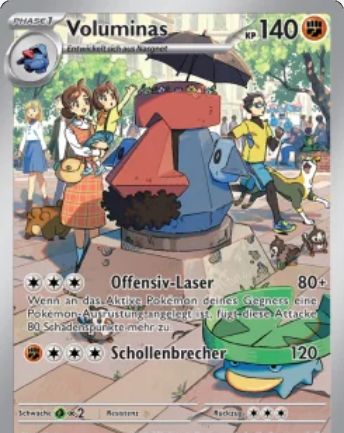 PHASE 1
Voluminas
KP 140
Entwickelt sich aus Nasgnet
Offensiv-Laser 80+
Wenn an das Aktive Pokémon deines Gegners eine
Pokémon-Ausrüstung angelegt ist, fügt diese Attacke
80 Schadenspunkte mehr zu.
Schollenbrecher 120
Schwäche ×2 Resistenz Rückzug